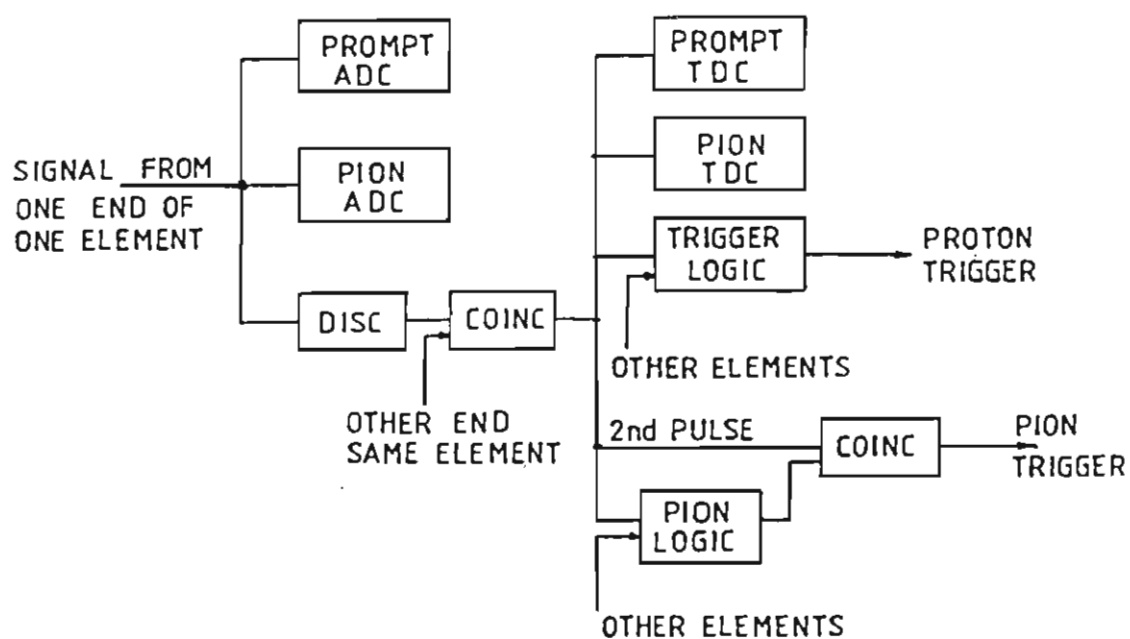 PROMPT
ADC
PROMPT
TDC
SIGNAL FROM
ONE END OF
ONE ELEMENT
PION
ADC
PION
TDC
TRIGGER
LOGIC
PROTON
TRIGGER
DISC
COINC
OTHER ELEMENTS
OTHER END
SAME ELEMENT
2nd PULSE
COINC
PION
TRIGGER
PION
LOGIC
OTHER ELEMENTS